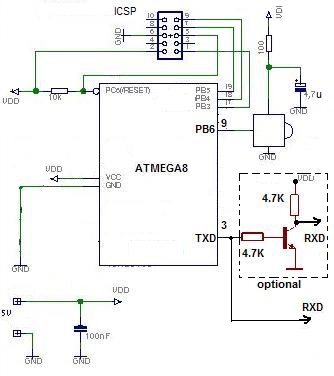 ICSP
VDI
10 9
8 7
6 5
4 3
2 1
GND
100
4,7u
GND
VDD
10k
PC6(/RESET)
PB5 19
PB4 18
PB3 17
PB6 9
GND
ATMEGA8
VDD
VCC
GND
VDD
4.7K
RXD
TXD 3
4.7K
GND
optional
VDD
RXD
5V
100nF
GND
GND